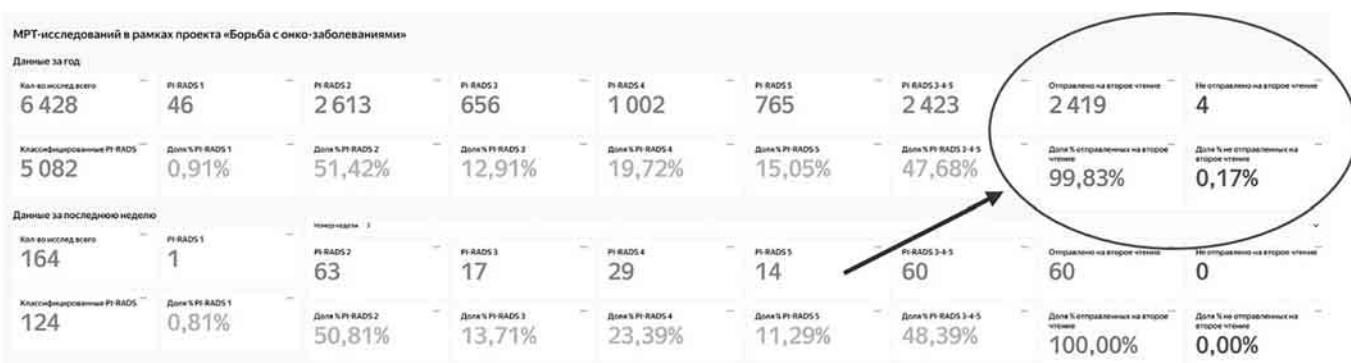 МРТ-исследований в рамках проекта «Борьба с онко-заболеваниями»
Данные за год
Кол-во исслед всего PI-RADS 1 PI-RADS 2 PI-RADS 3 PI-RADS 4 PI-RADS 5 PI-RADS 3-4-5 Отправлено на второе чтение Не отправлено на второе чтение
6 428 46 2 613 656 1 002 765 2 423 2 419 4
Классифицированные PI-RADS Доля % PI-RADS 1 Доля % PI-RADS 2 Доля % PI-RADS 3 Доля % PI-RADS 4 Доля % PI-RADS 5 Доля % PI-RADS 3-4-5 Доля % отправленных на второе Доля % не отправленных на
чтение второе чтение
5 082 0,91% 51,42% 12,91% 19,72% 15,05% 47,68% 99,83% 0,17%
Данные за последнюю неделю
Номер недели 3
Кол-во исслед всего PI-RADS 1 PI-RADS 2 PI-RADS 3 PI-RADS 4 PI-RADS 5 PI-RADS 3-4-5 Отправлено на второе чтение Не отправлено на второе чтение
164 1 63 17 29 14 60 60 0
Классифицированные PI-RADS Доля % PI-RADS 1 Доля % PI-RADS 2 Доля % PI-RADS 3 Доля % PI-RADS 4 Доля % PI-RADS 5 Доля % PI-RADS 3-4-5 Доля % отправленных на второе Доля % не отправленных на
чтение второе чтение
124 0,81% 50,81% 13,71% 23,39% 11,29% 48,39% 100,00% 0,00%